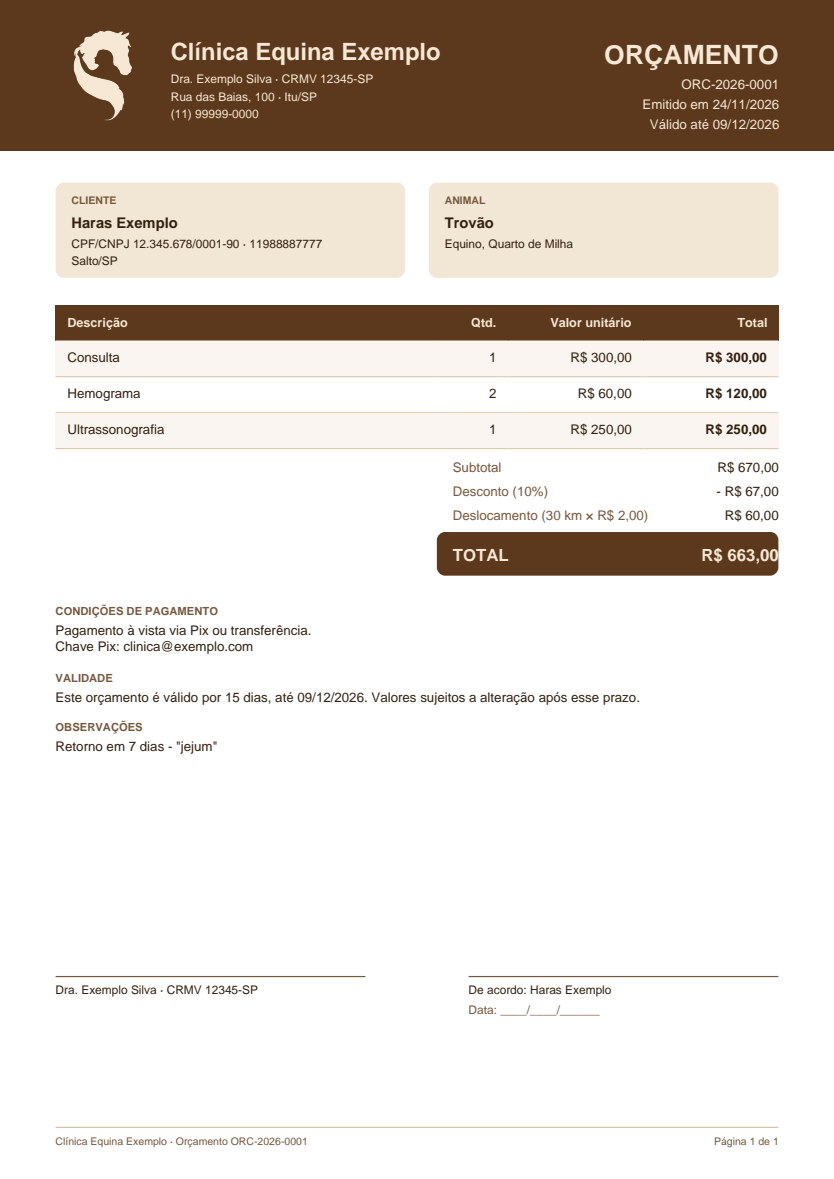 Clínica Equina Exemplo
Dra. Exemplo Silva · CRMV 12345-SP
Rua das Baias, 100 · Itu/SP
(11) 99999-0000
ORÇAMENTO
ORC-2026-0001
Emitido em 24/11/2026
Válido até 09/12/2026
CLIENTE
Haras Exemplo
CPF/CNPJ 12.345.678/0001-90 · 11988887777
Salto/SP
ANIMAL
Trovão
Equino, Quarto de Milha
Descrição Qtd. Valor unitário Total
Consulta 1 R$ 300,00 R$ 300,00
Hemograma 2 R$ 60,00 R$ 120,00
Ultrassonografia 1 R$ 250,00 R$ 250,00
Subtotal R$ 670,00
Desconto (10%) - R$ 67,00
Deslocamento (30 km × R$ 2,00) R$ 60,00
TOTAL R$ 663,00
CONDIÇÕES DE PAGAMENTO
Pagamento à vista via Pix ou transferência.
Chave Pix: clinica@exemplo.com
VALIDADE
Este orçamento é válido por 15 dias, até 09/12/2026. Valores sujeitos a alteração após esse prazo.
OBSERVAÇÕES
Retorno em 7 dias - "jejum"
Dra. Exemplo Silva · CRMV 12345-SP
De acordo: Haras Exemplo
Data: ____/____/______
Clínica Equina Exemplo · Orçamento ORC-2026-0001 Página 1 de 1